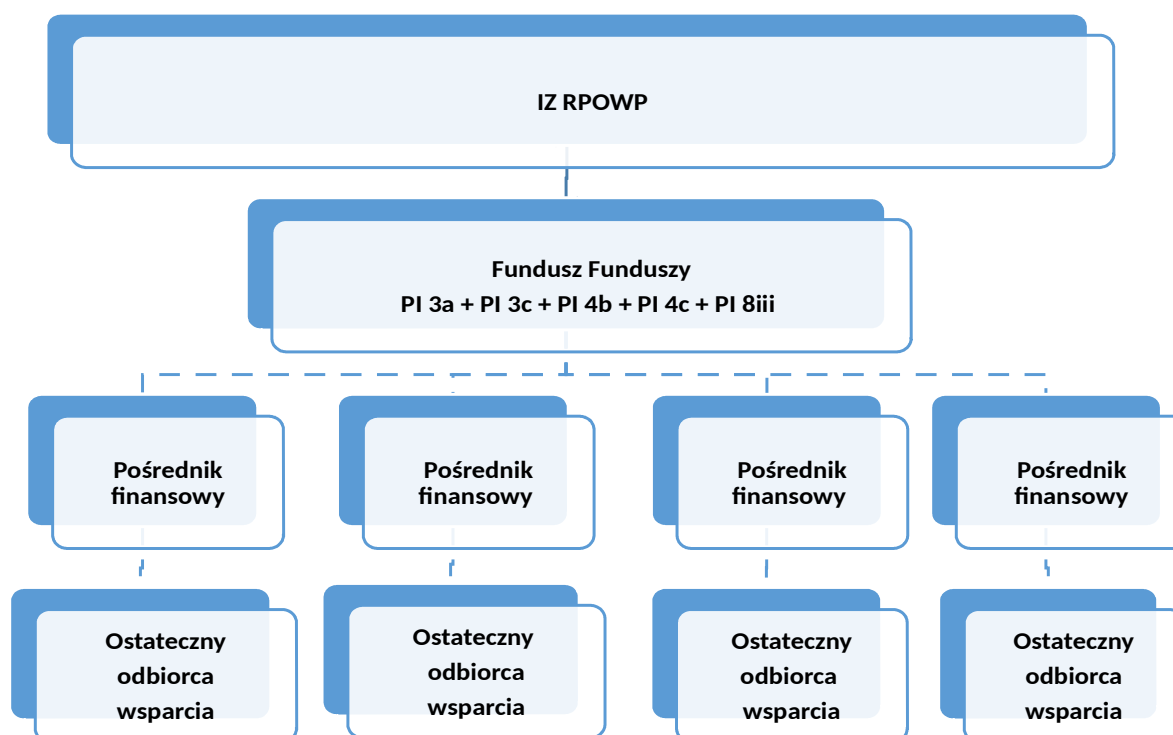 IZ RPOWP
Fundusz Funduszy
PI 3a + PI 3c + PI 4b + PI 4c + PI 8iii
Pośrednik
finansowy
Pośrednik
finansowy
Pośrednik
finansowy
Pośrednik
finansowy
Ostateczny
odbiorca
wsparcia
Ostateczny
odbiorca
wsparcia
Ostateczny
odbiorca
wsparcia
Ostateczny
odbiorca
wsparcia